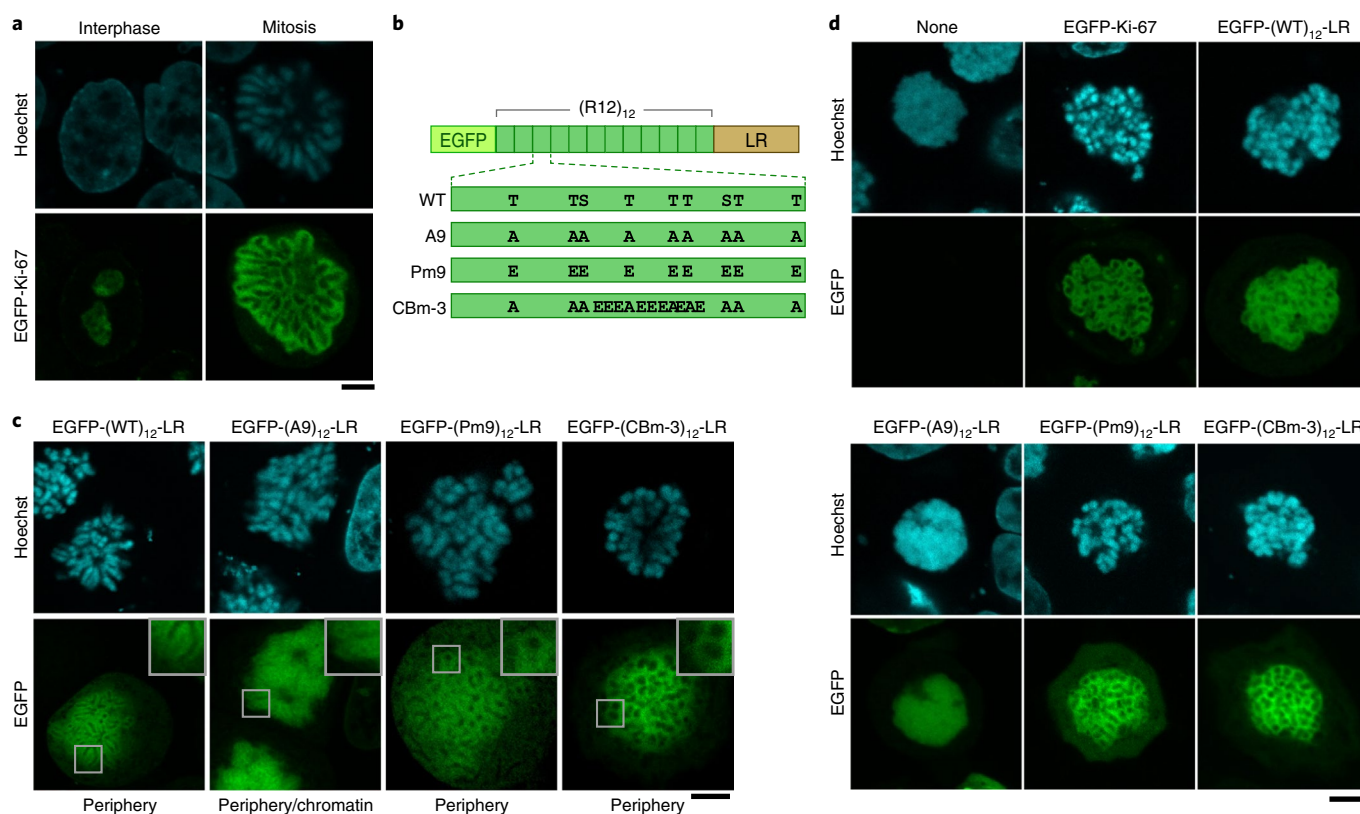 a
Interphase Mitosis
Hoechst
EGFP-Ki-67
b
(R12)12
EGFP LR
WT T TS T TT ST T
A9 A AA A AA AA A
Pm9 E EE E EE EE E
CBm-3 A AAEEEAEEEAEAE AA A
c
EGFP-(WT)12-LR EGFP-(A9)12-LR EGFP-(Pm9)12-LR EGFP-(CBm-3)12-LR
Hoechst
EGFP
Periphery Periphery/chromatin Periphery Periphery
d
None EGFP-Ki-67 EGFP-(WT)12-LR
Hoechst
EGFP
EGFP-(A9)12-LR EGFP-(Pm9)12-LR EGFP-(CBm-3)12-LR
Hoechst
EGFP